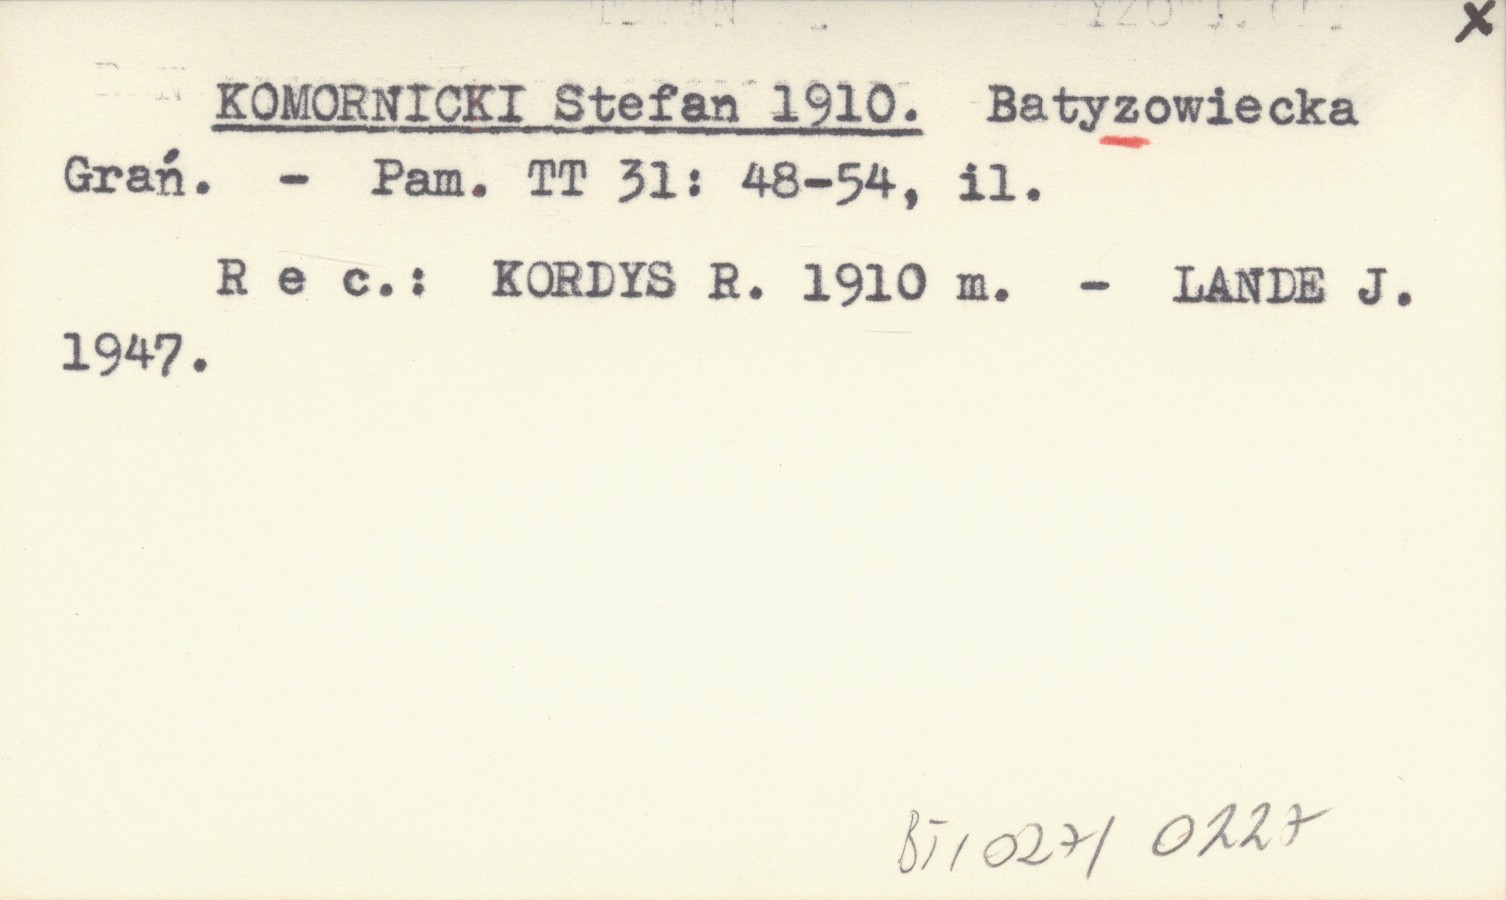 x
KOMORNICKI Stefan 1910. Batyzowiecka
Grań. - Pam. TT 31: 48-54, il.
R e c.: KORDYS R. 1910 m. - LANDE J.
1947.
BT/027/ 0227